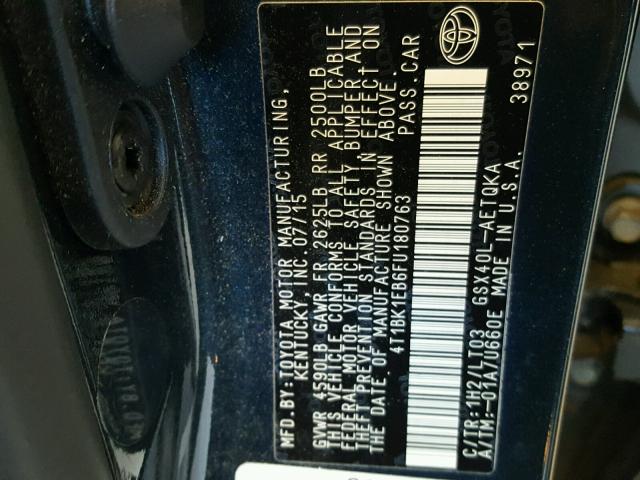 MFD.BY:TOYOTA MOTOR MANUFACTURING,
KENTUCKY, INC. 07/15
GVWR 4590LB GAWR FR 2625LB RR 2500LB
THIS VEHICLE CONFORMS TO ALL APPLICABLE
FEDERAL MOTOR VEHICLE SAFETY, BUMPER, AND
THEFT PREVENTION STANDARDS IN EFFECT ON
THE DATE OF MANUFACTURE SHOWN ABOVE.
4T1BK1EB6FU180763 PASS.CAR
C/TR:1H2/LT03 GSX40L-AETQKA
A/TM:-01A/U660E MADE IN U.S.A.
38971
TOYOTA